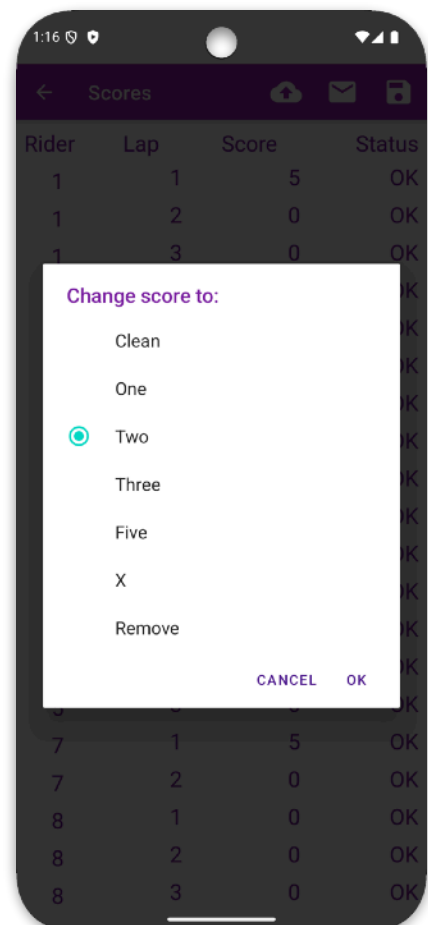 1:16
Scores
Rider Lap Score Status
1 1 5 OK
1 2 0 OK
1 3 0 OK
Change score to:
Clean
One
Two
Three
Five
X
Remove
CANCEL OK
7 1 5 OK
7 2 0 OK
8 1 0 OK
8 2 0 OK
8 3 0 OK